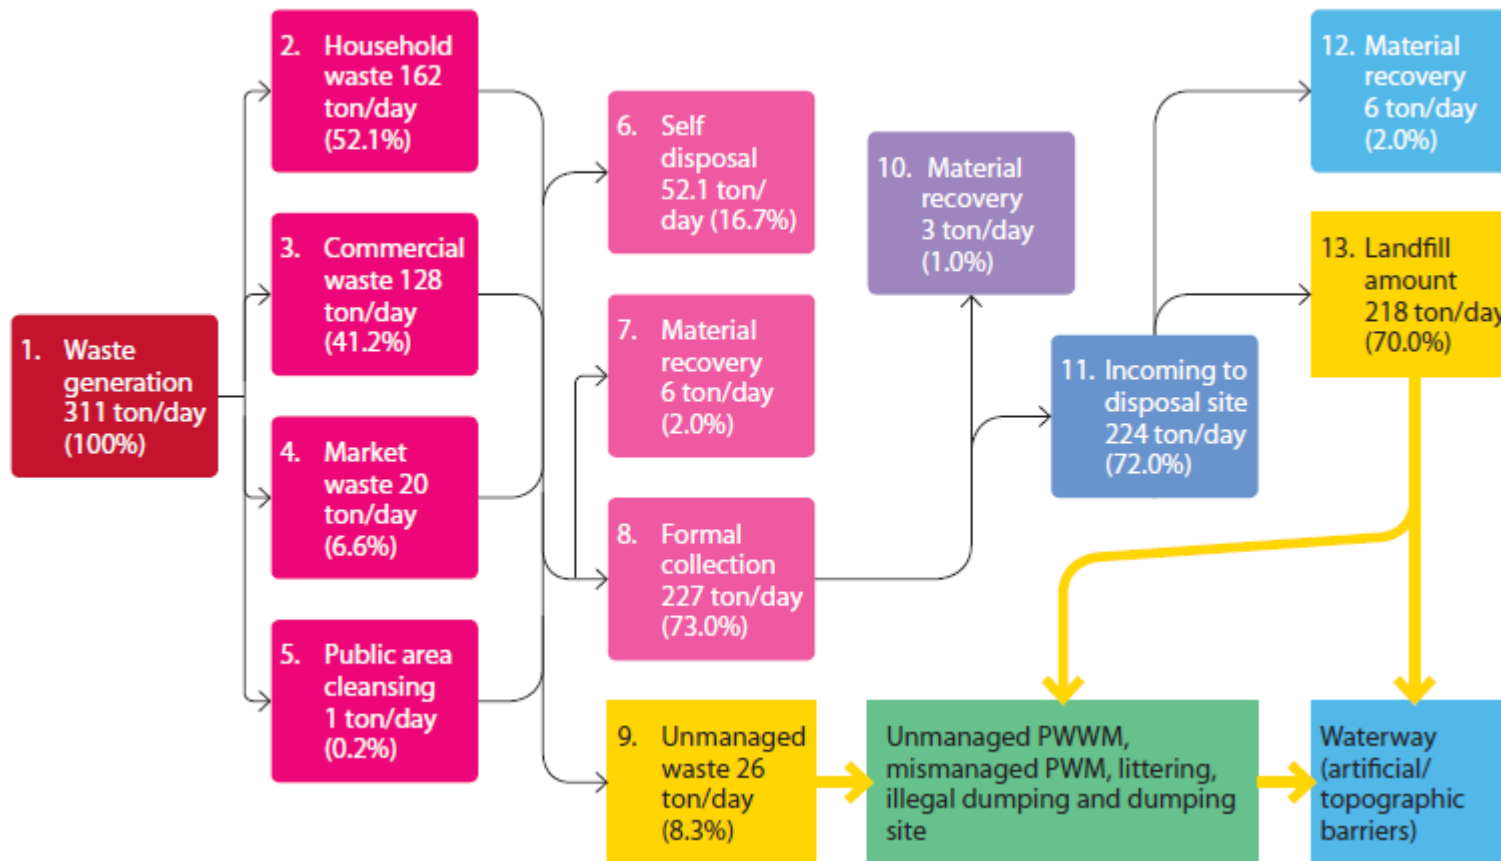 1. Waste
generation
311 ton/day
(100%)
2. Household
waste 162
ton/day
(52.1%)
3. Commercial
waste 128
ton/day
(41.2%)
4. Market
waste 20
ton/day
(6.6%)
5. Public area
cleansing
1 ton/day
(0.2%)
6. Self
disposal
52.1 ton/
day (16.7%)
7. Material
recovery
6 ton/day
(2.0%)
8. Formal
collection
227 ton/day
(73.0%)
9. Unmanaged
waste 26
ton/day
(8.3%)
10. Material
recovery
3 ton/day
(1.0%)
11. Incoming to
disposal site
224 ton/day
(72.0%)
12. Material
recovery
6 ton/day
(2.0%)
13. Landfill
amount
218 ton/day
(70.0%)
Unmanaged PWWM,
mismanaged PWM, littering,
illegal dumping and dumping
site
Waterway
(artificial/
topographic
barriers)